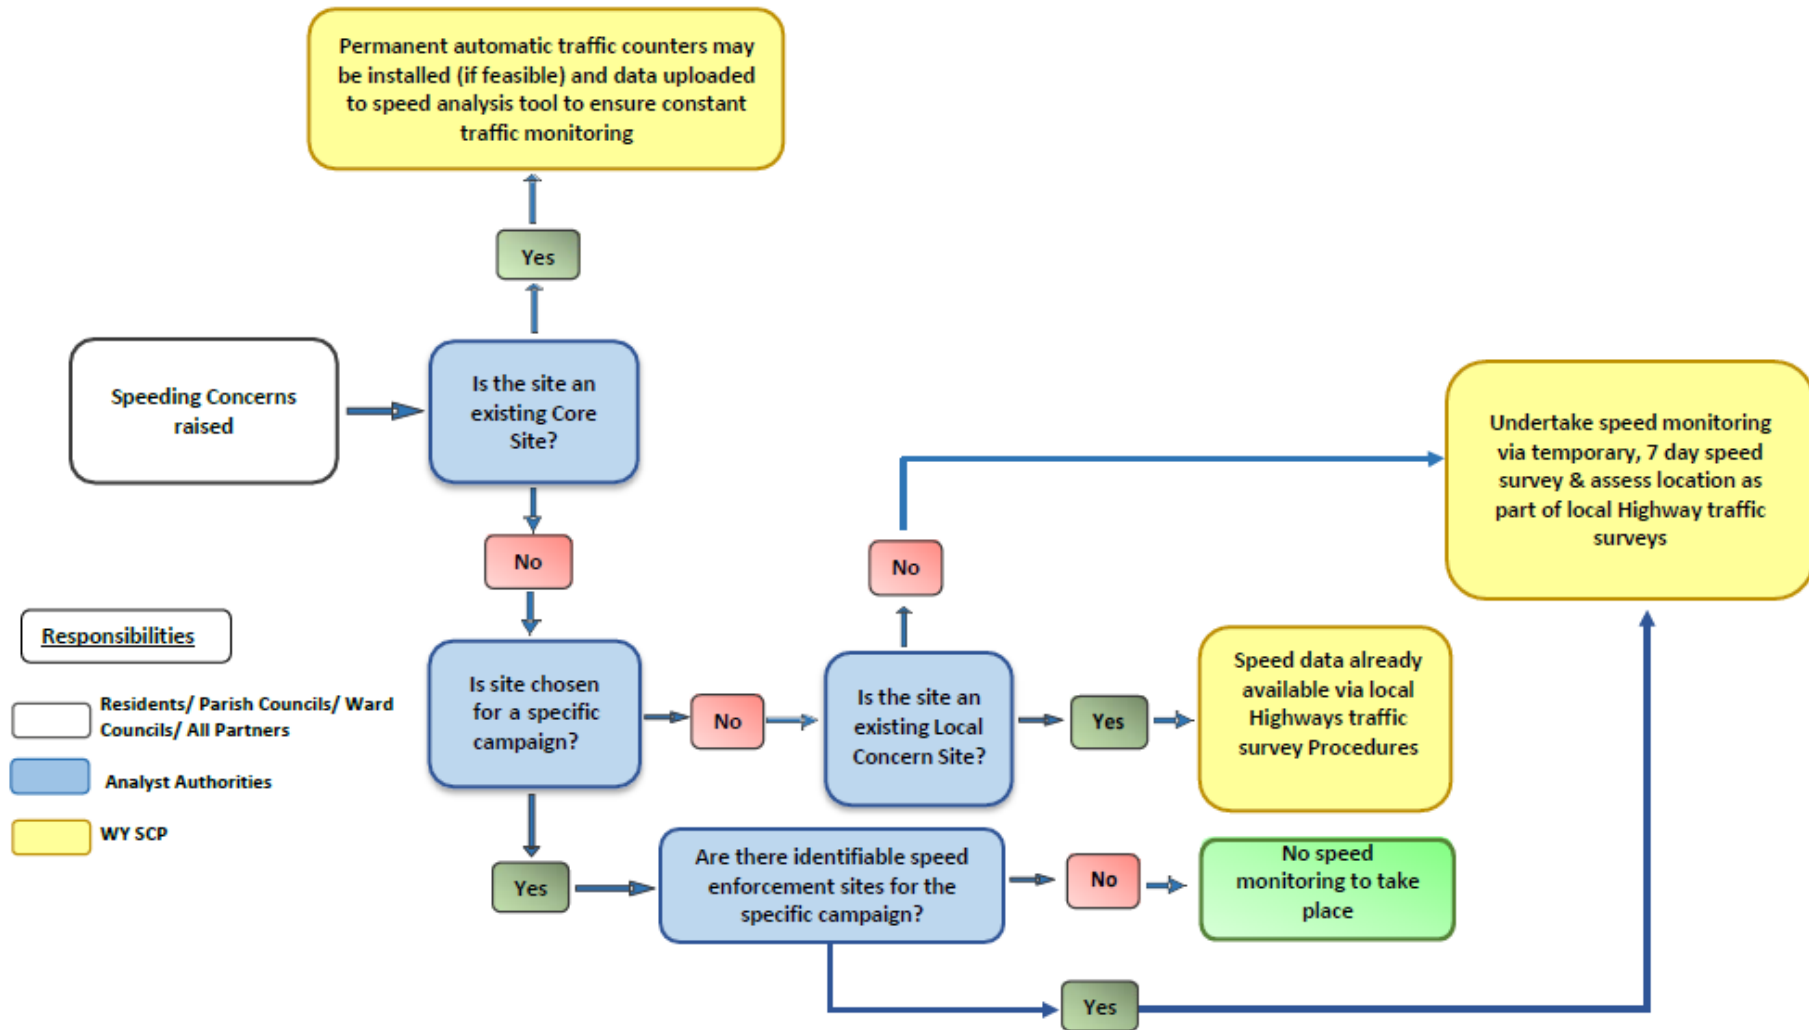 Permanent automatic traffic counters may
be installed (if feasible) and data uploaded
to speed analysis tool to ensure constant
traffic monitoring
Yes
Speeding Concerns
raised
Is the site an
existing Core
Site?
No
Is site chosen
for a specific
campaign?
No
Is the site an
existing Local
Concern Site?
No
Undertake speed monitoring
via temporary, 7 day speed
survey & assess location as
part of local Highway traffic
surveys
Yes
Speed data already
available via local
Highways traffic
survey Procedures
Yes
Are there identifiable speed
enforcement sites for the
specific campaign?
No
No speed
monitoring to take
place
Yes
Responsibilities
Residents/ Parish Councils/ Ward
Councils/ All Partners
Analyst Authorities
WY SCP